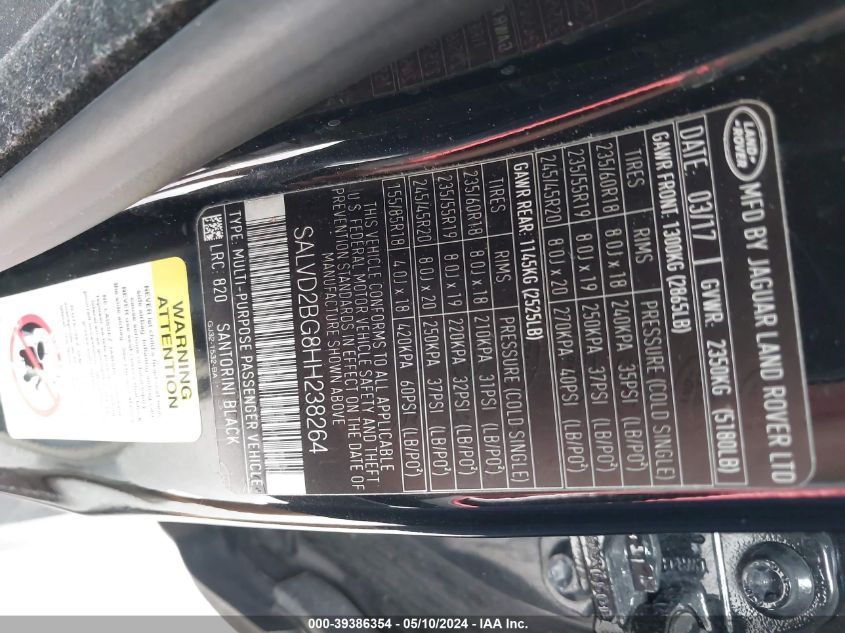 LAND
ROVER
MFD BY JAGUAR LAND ROVER LTD
DATE: 03/17 GVWR: 2350KG (5180LB)
GAWR FRONT: 1300KG (2865LB)
TIRES RIMS PRESSURE (COLD SINGLE)
235/60R18 8.0J x 18 240KPA 35PSI (LB/PO²)
235/55R19 8.0J x 19 250KPA 37PSI (LB/PO²)
245/45R20 8.0J x 20 270KPA 40PSI (LB/PO²)
GAWR REAR: 1145KG (2525LB)
TIRES RIMS PRESSURE (COLD SINGLE)
235/60R18 8.0J x 18 210KPA 31PSI (LB/PO²)
235/55R19 8.0J x 19 220KPA 32PSI (LB/PO²)
245/45R20 8.0J x 20 250KPA 37PSI (LB/PO²)
155/85R18 4.0J x 18 420KPA 60PSI (LB/PO²)
THIS VEHICLE CONFORMS TO ALL APPLICABLE
U.S. FEDERAL MOTOR VEHICLE SAFETY AND THEFT
PREVENTION STANDARDS IN EFFECT ON THE DATE OF
MANUFACTURE SHOWN ABOVE
SALVD2BG8HH238264
TYPE: MULTI-PURPOSE PASSENGER VEHICLE
LRC: 820 SANTORINI BLACK
WARNING
ATTENTION
000-39386354 - 05/10/2024 - IAA Inc.